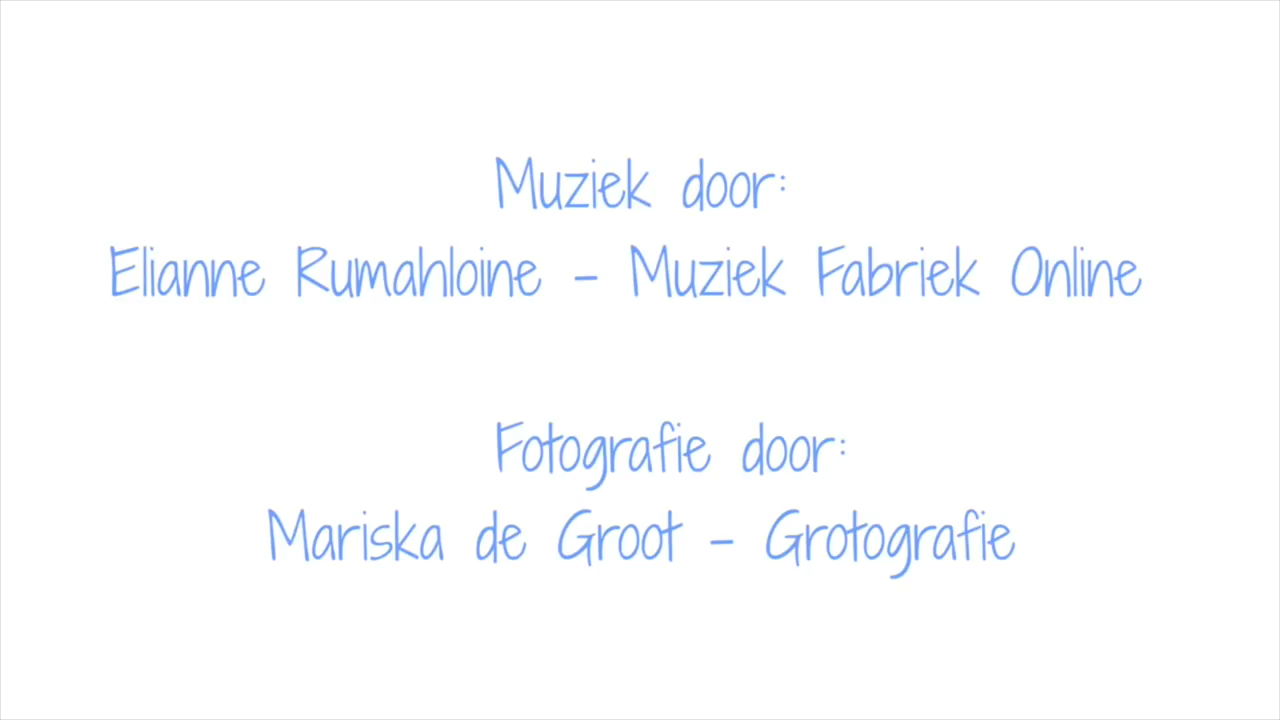 Muziek door:
Elianne Rumahloine - Muziek Fabriek Online
Fotografie door:
Mariska de Groot - Grotografie